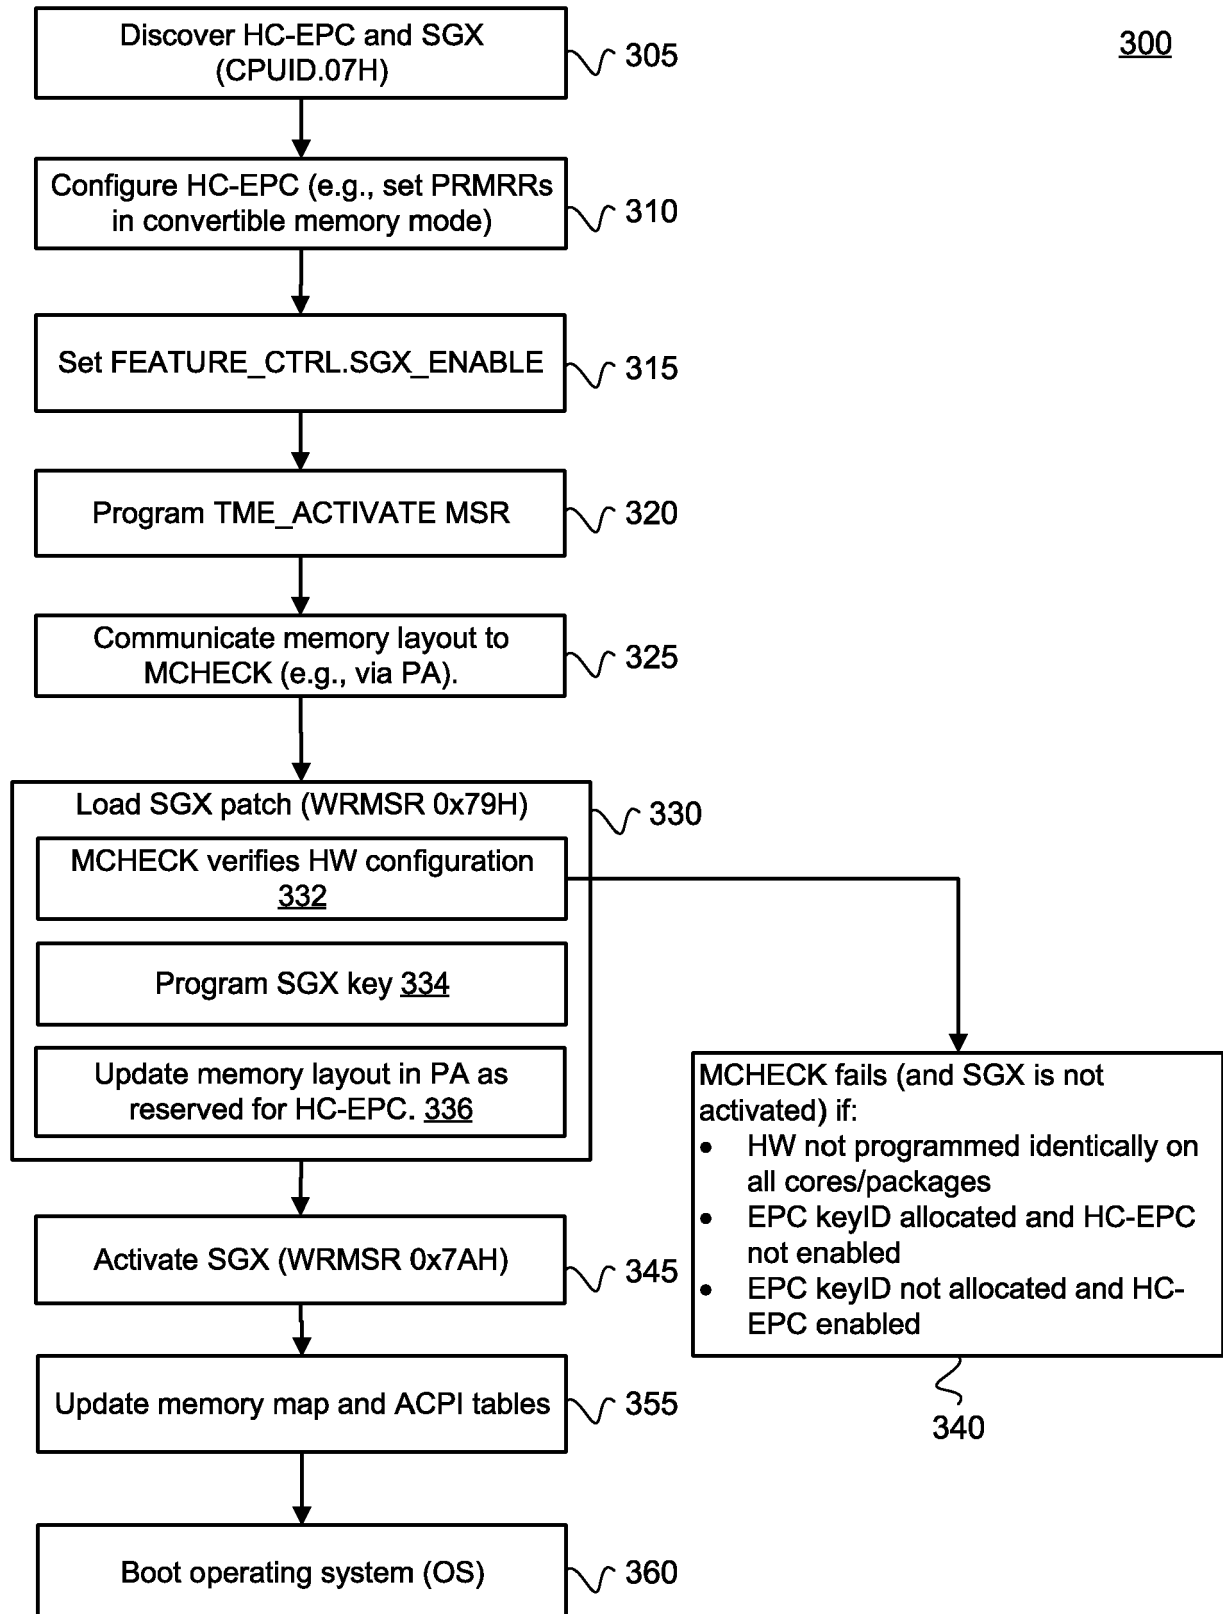 Discover HC-EPC and SGX
(CPUID.07H)
305
300
Configure HC-EPC (e.g., set PRMRRs
in convertible memory mode)
310
Set FEATURE_CTRL.SGX_ENABLE
315
Program TME_ACTIVATE MSR
320
Communicate memory layout to
MCHECK (e.g., via PA).
325
Load SGX patch (WRMSR 0x79H)
330
MCHECK verifies HW configuration
332
Program SGX key 334
Update memory layout in PA as
reserved for HC-EPC. 336
MCHECK fails (and SGX is not
activated) if:
• HW not programmed identically on
all cores/packages
• EPC keyID allocated and HC-EPC
not enabled
• EPC keyID not allocated and HC-
EPC enabled
340
Activate SGX (WRMSR 0x7AH)
345
Update memory map and ACPI tables
355
Boot operating system (OS)
360